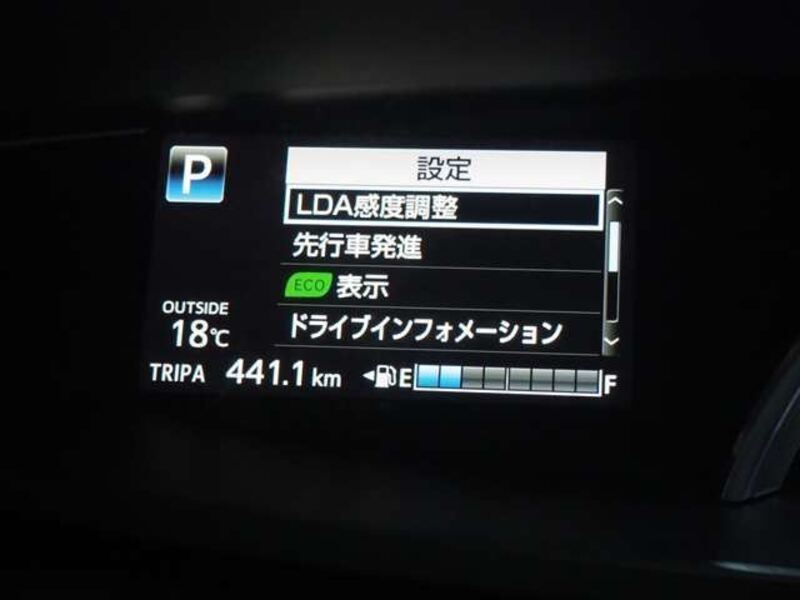 P
設定
LDA感度調整
先行車発進
ECO 表示
ドライブインフォメーション
OUTSIDE
18℃
TRIPA 441.1 km E F